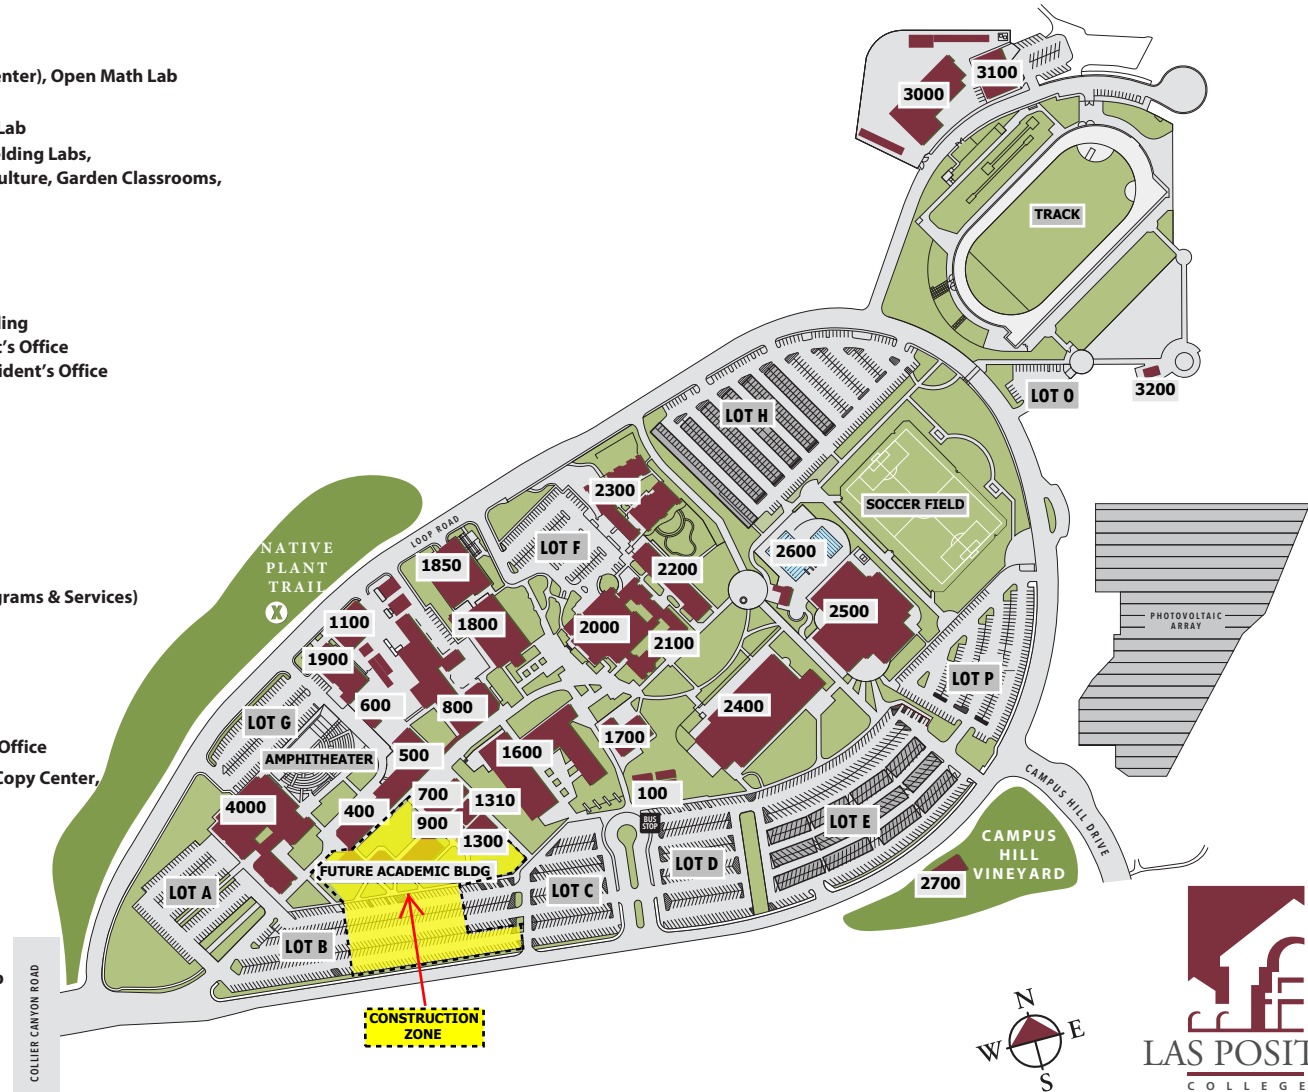 enter), Open Math Lab
Lab
lding Labs,
ulture, Garden Classrooms,
ding
t's Office
ident's Office
grams & Services)
Office
Copy Center,
3100
3000
TRACK
LOT O
3200
LOT H
SOCCER FIELD
2300
LOOP ROAD
LOT F
2600
NATIVE
PLANT
TRAIL
X
1850
2200
1100
1800
2000
2100
2500
PHOTOVOLTAIC
ARRAY
1900
LOT P
600
800
2400
LOT G
AMPHITHEATER
500
1600
1700
4000
400
700
1310
100
900
1300
BUS
STOP
LOT E
CAMPUS HILL DRIVE
CAMPUS
HILL
VINEYARD
2700
FUTURE ACADEMIC BLDG
LOT D
LOT C
LOT A
LOT B
COLLIER CANYON ROAD
CONSTRUCTION
ZONE
N
W
E
S
LAS POSIT
COLLEGE